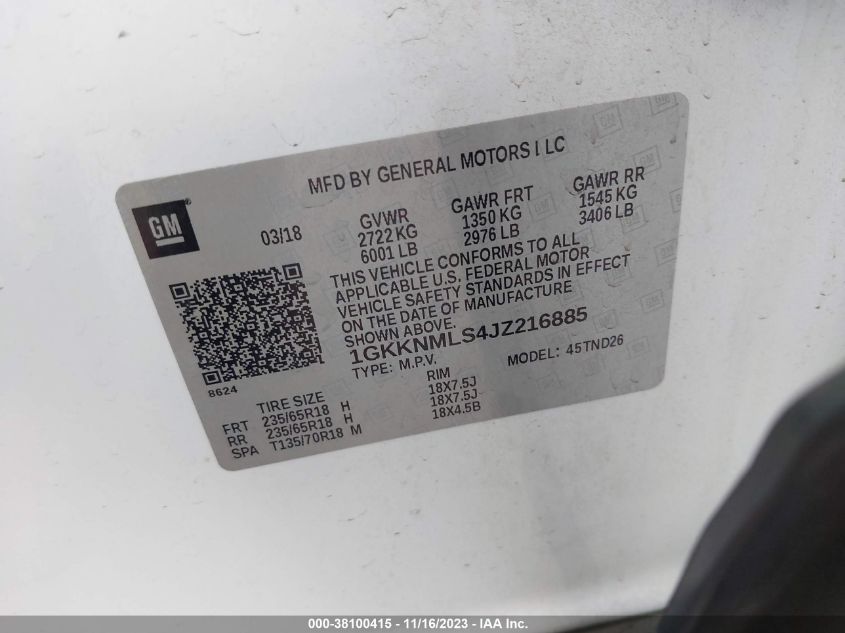 MFD BY GENERAL MOTORS LLC
GM
03/18
GVWR
2722 KG
6001 LB
GAWR FRT
1350 KG
2976 LB
GAWR RR
1545 KG
3406 LB
THIS VEHICLE CONFORMS TO ALL
APPLICABLE U.S. FEDERAL MOTOR
VEHICLE SAFETY STANDARDS IN EFFECT
ON THE DATE OF MANUFACTURE
SHOWN ABOVE.
1GKKNMLS4JZ216885
TYPE: M.P.V. MODEL: 45TND26
8624
TIRE SIZE RIM
FRT 235/65R18 H 18X7.5J
RR 235/65R18 H 18X7.5J
SPA T135/70R18 M 18X4.5B
000-38100415 - 11/16/2023 - IAA Inc.